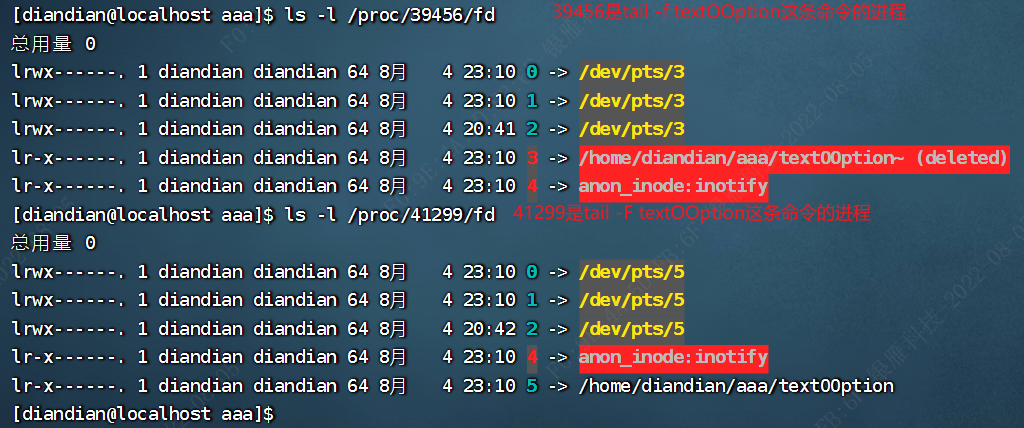 [diandian@localhost aaa]$ ls -l /proc/39456/fd 39456是tail -f textOOption这条命令的进程
总用量 0
lrwx------. 1 diandian diandian 64 8月   4 23:10 0 -> /dev/pts/3
lrwx------. 1 diandian diandian 64 8月   4 23:10 1 -> /dev/pts/3
lrwx------. 1 diandian diandian 64 8月   4 20:41 2 -> /dev/pts/3
lr-x------. 1 diandian diandian 64 8月   4 23:10 3 -> /home/diandian/aaa/textOOption~ (deleted)
lr-x------. 1 diandian diandian 64 8月   4 23:10 4 -> anon_inode:inotify
[diandian@localhost aaa]$ ls -l /proc/41299/fd 41299是tail -F textOOption这条命令的进程
总用量 0
lrwx------. 1 diandian diandian 64 8月   4 23:10 0 -> /dev/pts/5
lrwx------. 1 diandian diandian 64 8月   4 23:10 1 -> /dev/pts/5
lrwx------. 1 diandian diandian 64 8月   4 20:42 2 -> /dev/pts/5
lr-x------. 1 diandian diandian 64 8月   4 23:10 4 -> anon_inode:inotify
lr-x------. 1 diandian diandian 64 8月   4 23:10 5 -> /home/diandian/aaa/textOOption
[diandian@localhost aaa]$